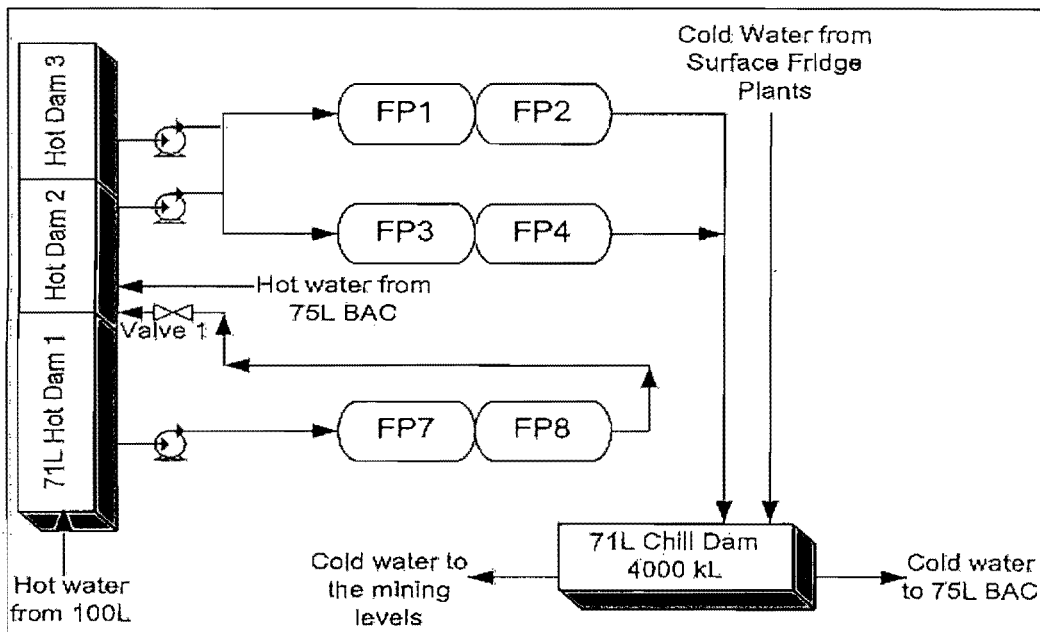 Cold Water from
Surface Fridge
Plants
Hot Dam 3
FP1
FP2
Hot Dam 2
FP3
FP4
Hot water from
75L BAC
Valve 1
71L Hot Dam 1
FP7
FP8
71L Chill Dam
4000 kL
Cold water to
the mining
levels
Cold water
to 75L BAC
Hot water
from 100L